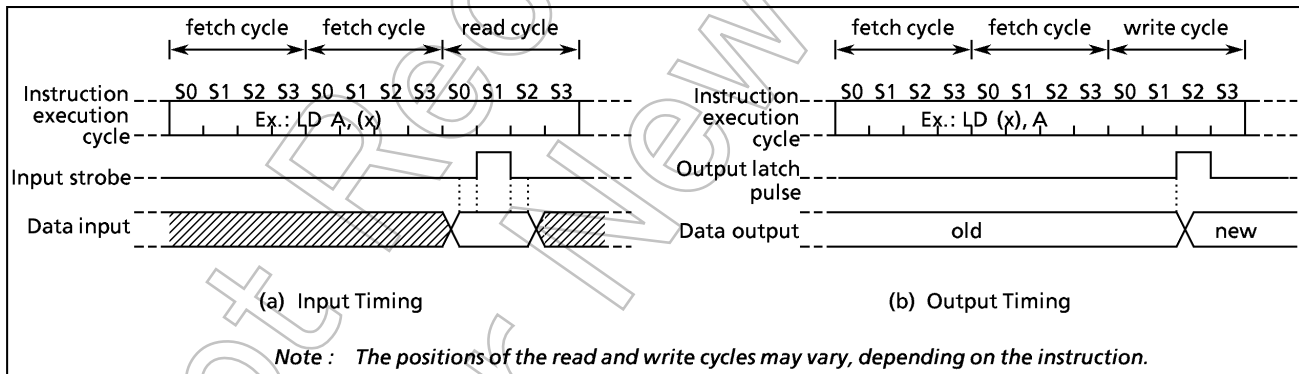 fetch cycle fetch cycle read cycle
S0 S1 S2 S3 S0 S1 S2 S3 S0 S1 S2 S3
Instruction
execution
cycle
Ex.: LD A, (x)
Input strobe
Data input
(a) Input Timing
fetch cycle fetch cycle write cycle
S0 S1 S2 S3 S0 S1 S2 S3 S0 S1 S2 S3
Instruction
execution
cycle
Ex.: LD (x), A
Output latch
pulse
Data output
old
new
(b) Output Timing
Note : The positions of the read and write cycles may vary, depending on the instruction.